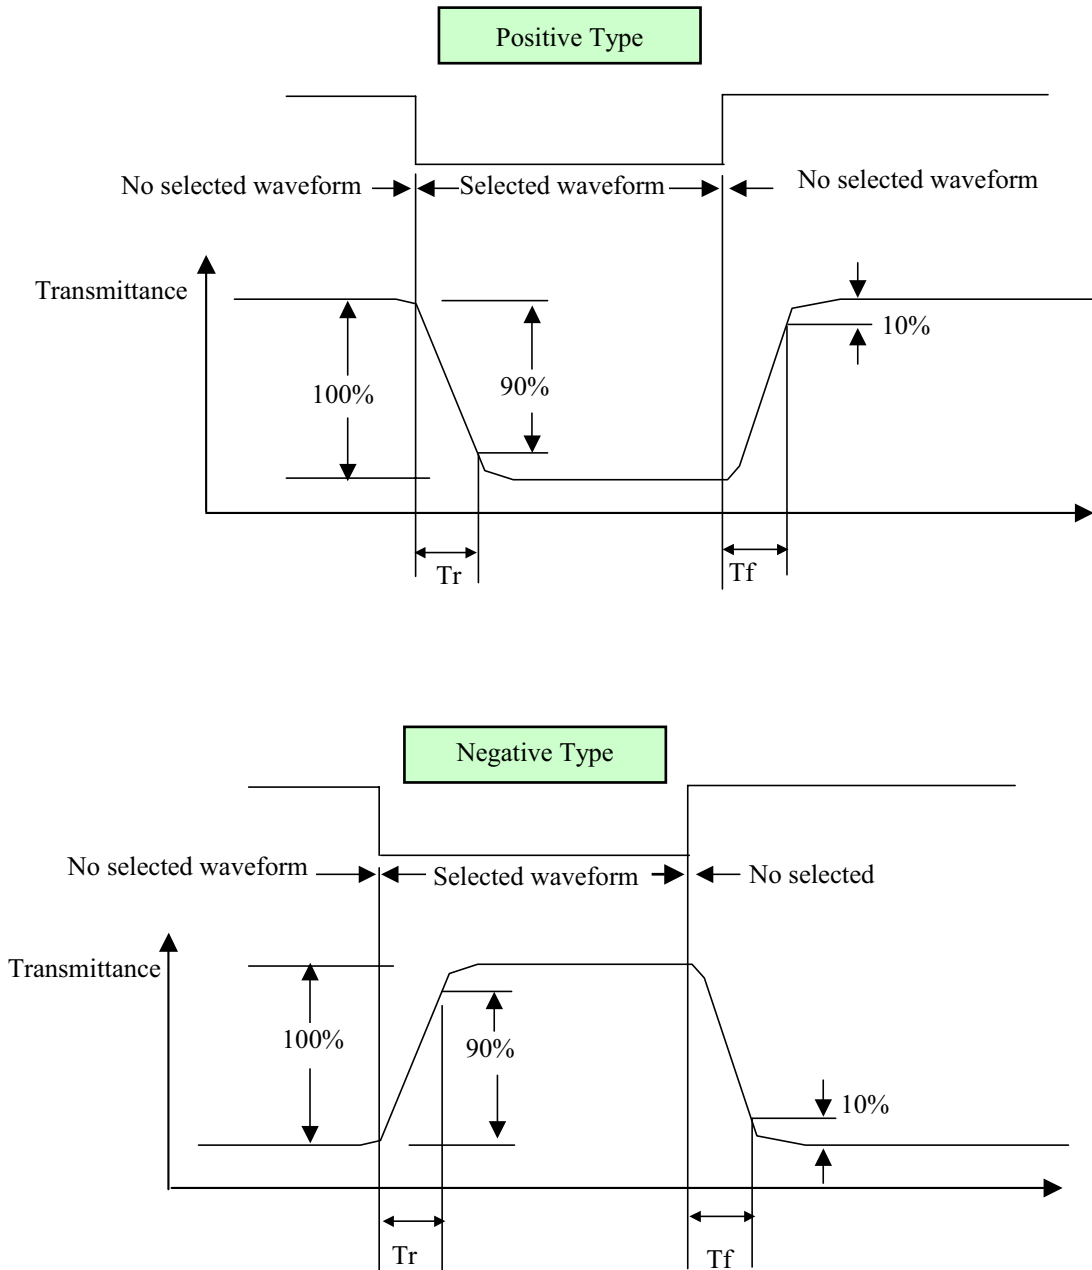 Positive Type
No selected waveform
Selected waveform
No selected waveform
Transmittance
10%
100%
90%
Tr
Tf
Negative Type
No selected waveform
Selected waveform
No selected
Transmittance
100%
90%
10%
Tr
Tf